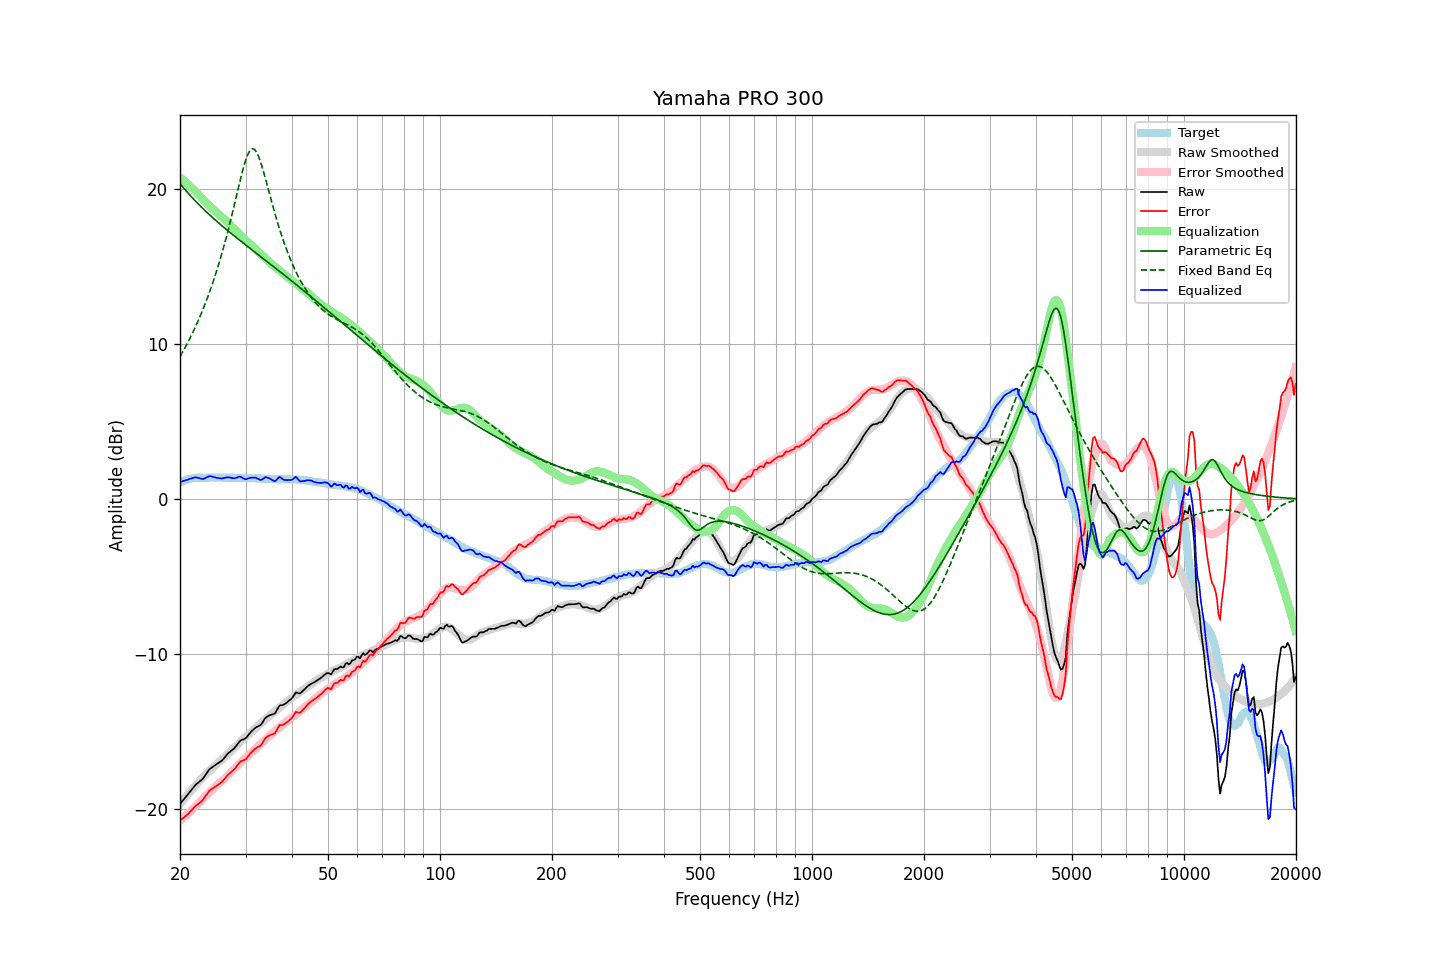 Yamaha PRO 300
Target
Raw Smoothed
Error Smoothed
Raw
Error
Equalization
Parametric Eq
Fixed Band Eq
Equalized
20
10
0
−10
−20
Amplitude (dBr)
20 50 100 200 500 1000 2000 5000 10000 20000
Frequency (Hz)